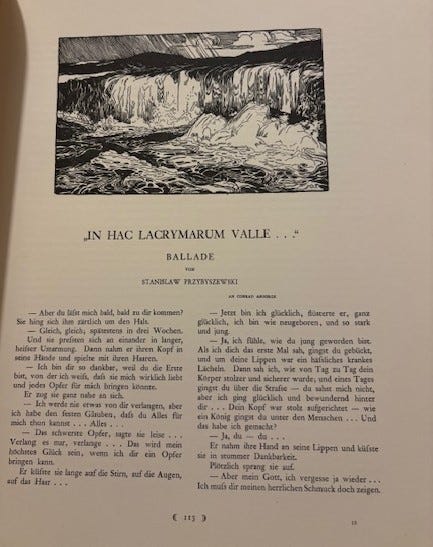 „IN HAC LACRYMARUM VALLE . . .“
BALLADE
VON
STANISLAW PRZYBYSZEWSKI
AN CONRAD ANSORGE
— Aber du läßt mich bald, bald zu dir kommen?
Sie hing sich ihm zärtlich um den Hals.
— Gleich, gleich, spätestens in drei Wochen.
Und sie preßten sich an einander in langer,
heißer Umarmung. Dann nahm er ihren Kopf in
seine Hände und spielte mit ihren Haaren.
— Ich bin dir so dankbar, weil du die Erste
bist, von der ich weiß, daß sie mich wirklich liebt
und jedes Opfer für mich bringen könnte.
Er zog sie ganz nahe an sich.
— Ich werde nie etwas von dir verlangen, aber
ich habe den festen Glauben, daß du Alles für
mich thun kannst . . . Alles . . .
— Das schwerste Opfer, sagte sie leise . . .
Verlang es nur, verlange . . . Das wird mein
höchstes Glück sein, wenn ich dir ein Opfer
bringen kann.
Er küßte sie lange auf die Stirn, auf die Augen,
auf das Haar . . .
— Jetzt bin ich glücklich, flüsterte er, ganz
glücklich, ich bin wie neugeboren, und so stark
und jung.
— Ja, ich fühle, wie du jung geworden bist.
Als ich dich das erste Mal sah, gingst du gebückt,
und um deine Lippen war ein häßliches krankes
Lächeln. Dann sah ich, wie von Tag zu Tag dein
Körper stolzer und sicherer wurde, und eines Tages
gingst du über die Straße — du sahst mich nicht,
aber ich ging glücklich und bewundernd hinter
dir . . . Dein Kopf war stolz aufgerichtet — wie
ein König gingst du unter den Menschen . . . Und
das habe ich gemacht?
— Ja, du — du . . .
Er nahm ihre Hand an seine Lippen und küßte
sie in stummer Dankbarkeit.
Plötzlich sprang sie auf.
— Aber mein Gott, ich vergesse ja wieder . . .
Ich muß dir meinen herrlichen Schmuck doch zeigen.
113